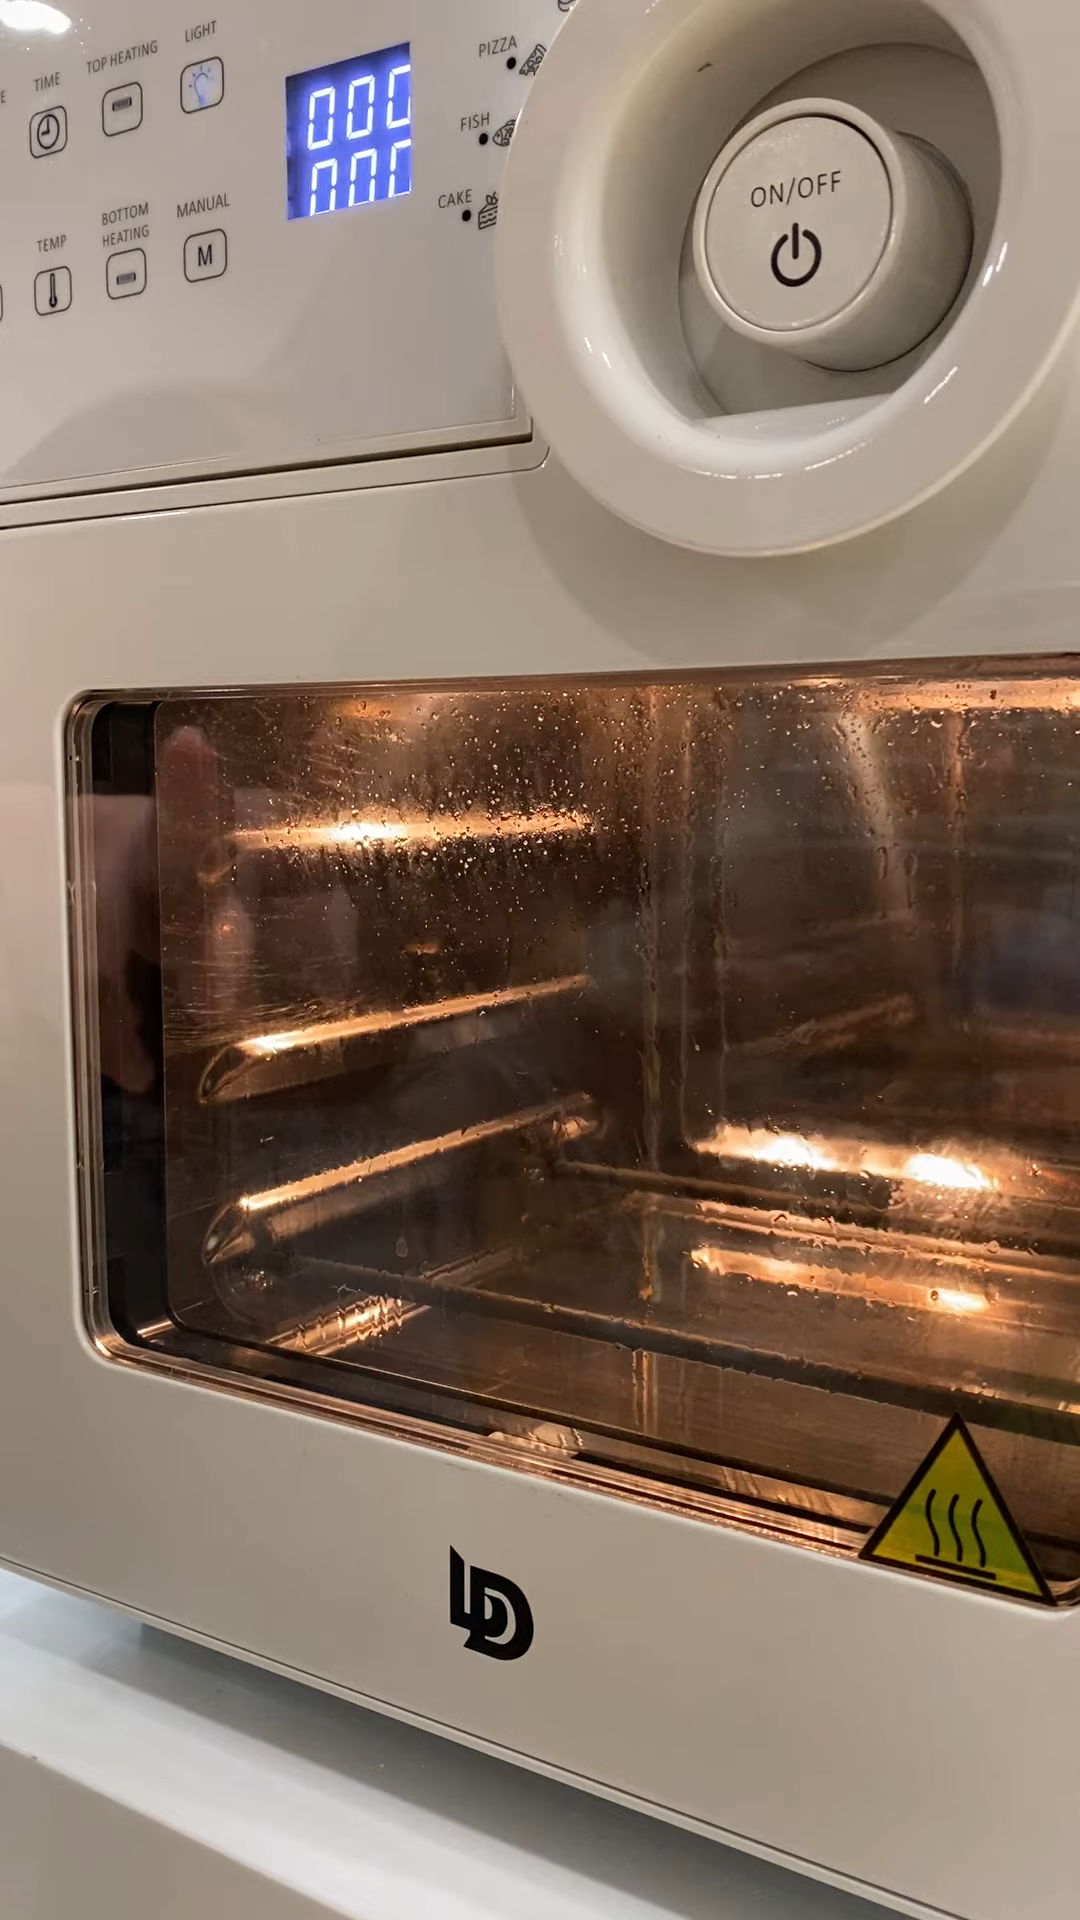 LIGHT
TOP HEATING
TIME
E
PIZZA
FISH
CAKE
ON/OFF
000
000
MANUAL
M
BOTTOM
HEATING
TEMP
LD